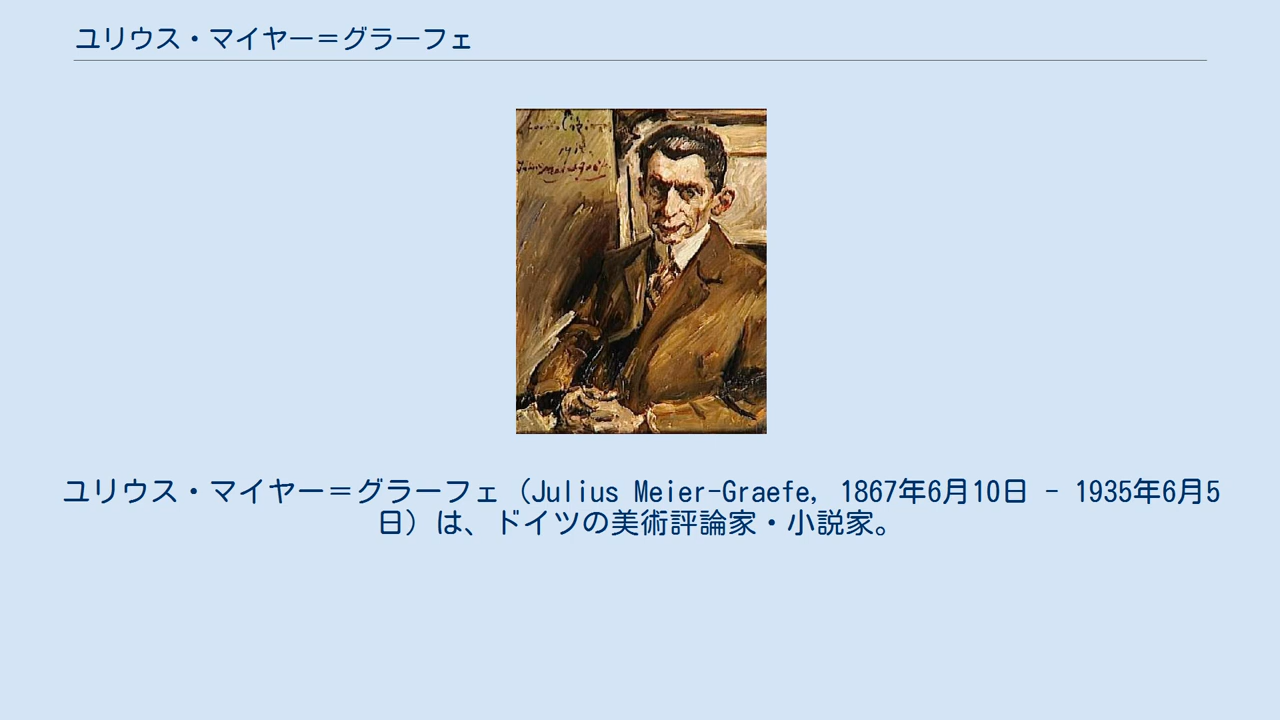 ユリウス・マイヤー＝グラーフェ
ユリウス・マイヤー＝グラーフェ（Julius Meier-Graefe, 1867年6月10日 - 1935年6月5
日）は、ドイツの美術評論家・小説家。